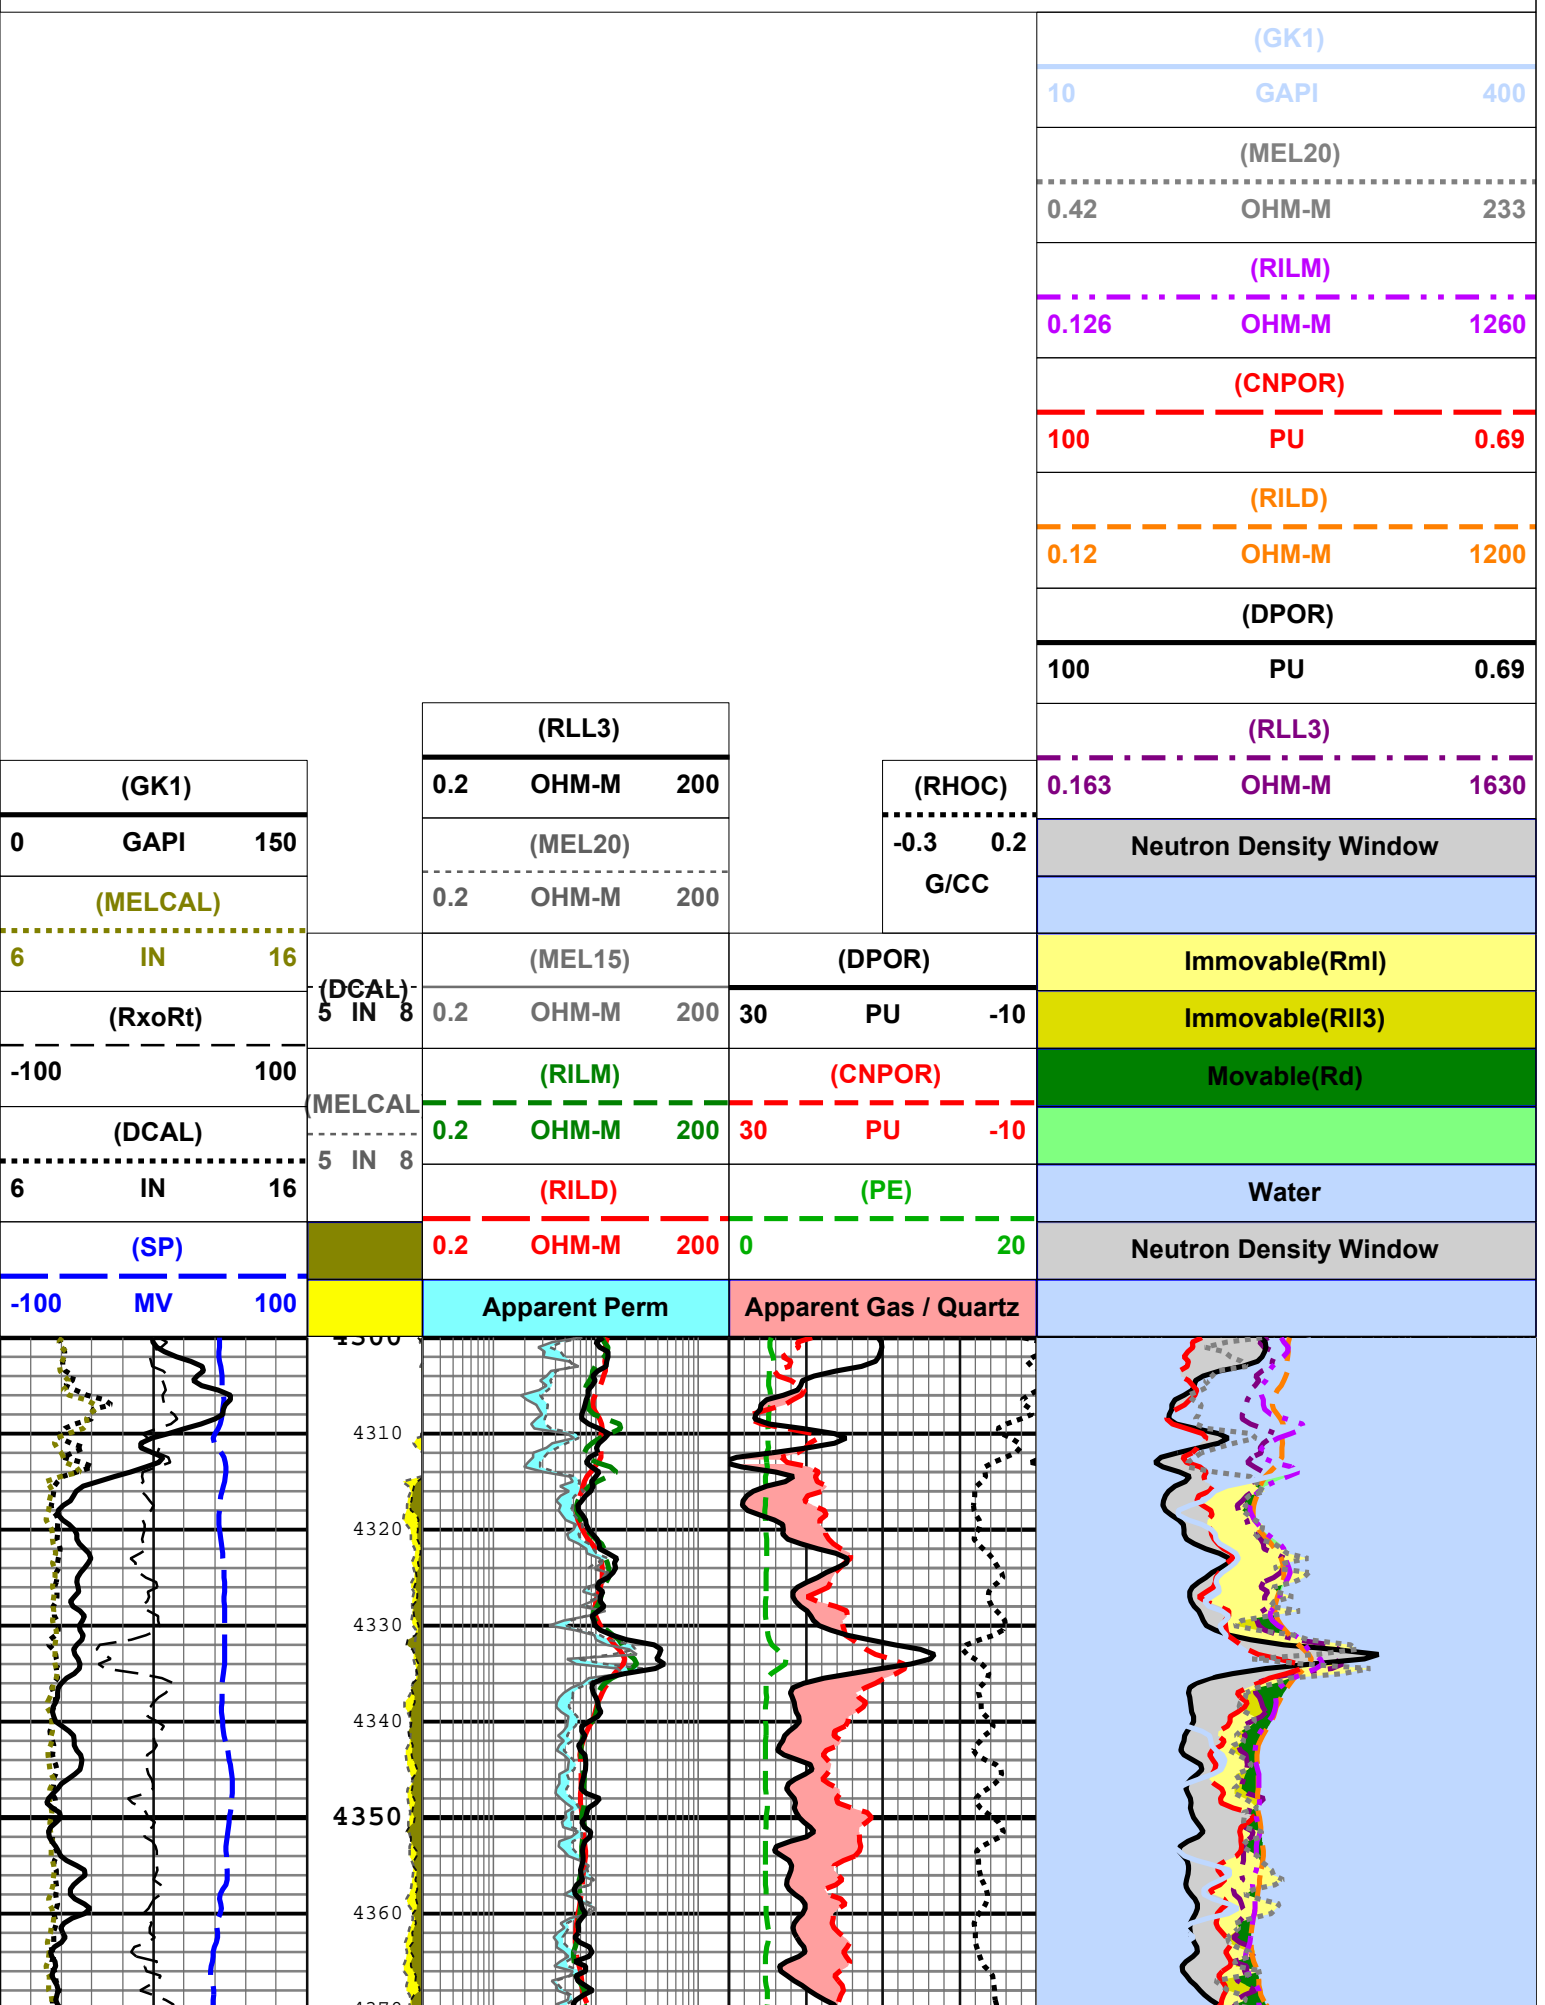 (GK1)
10 GAPI 400
(MEL20)
0.42 OHM-M 233
(RILM)
0.126 OHM-M 1260
(CNPOR)
100 PU 0.69
(RILD)
0.12 OHM-M 1200
(DPOR)
100 PU 0.69
(RLL3)
0.163 OHM-M 1630
Neutron Density Window
Immovable(Rml)
Immovable(Rll3)
Movable(Rd)
Water
Neutron Density Window
(GK1)
0 GAPI 150
(MELCAL)
6 IN 16
(RxoRt)
-100 100
(DCAL)
6 IN 16
(SP)
-100 MV 100
(DCAL)
5 IN 8
(MELCAL
5 IN 8
(RLL3)
0.2 OHM-M 200
(MEL20)
0.2 OHM-M 200
(MEL15)
0.2 OHM-M 200
(RILM)
0.2 OHM-M 200
(RILD)
0.2 OHM-M 200
Apparent Perm
(RHOC)
-0.3 0.2
G/CC
(DPOR)
30 PU -10
(CNPOR)
30 PU -10
(PE)
0 20
Apparent Gas / Quartz
4300
4310
4320
4330
4340
4350
4360
4370